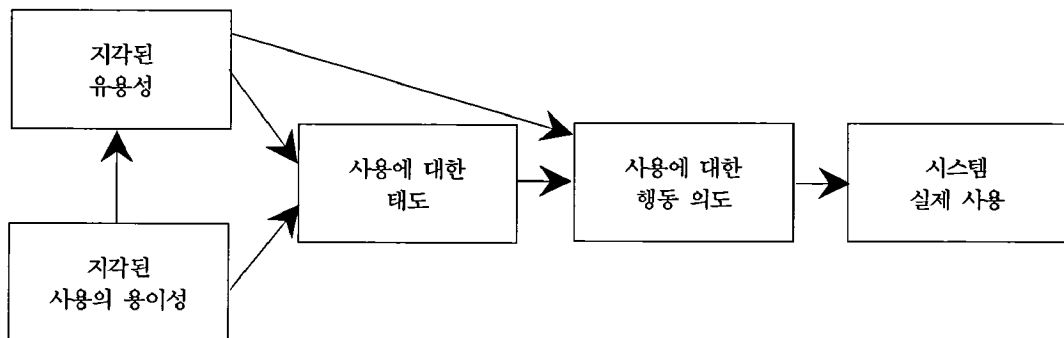 지각된
유용성
사용에 대한
태도
사용에 대한
행동 의도
시스템
실제 사용
지각된
사용의 용이성